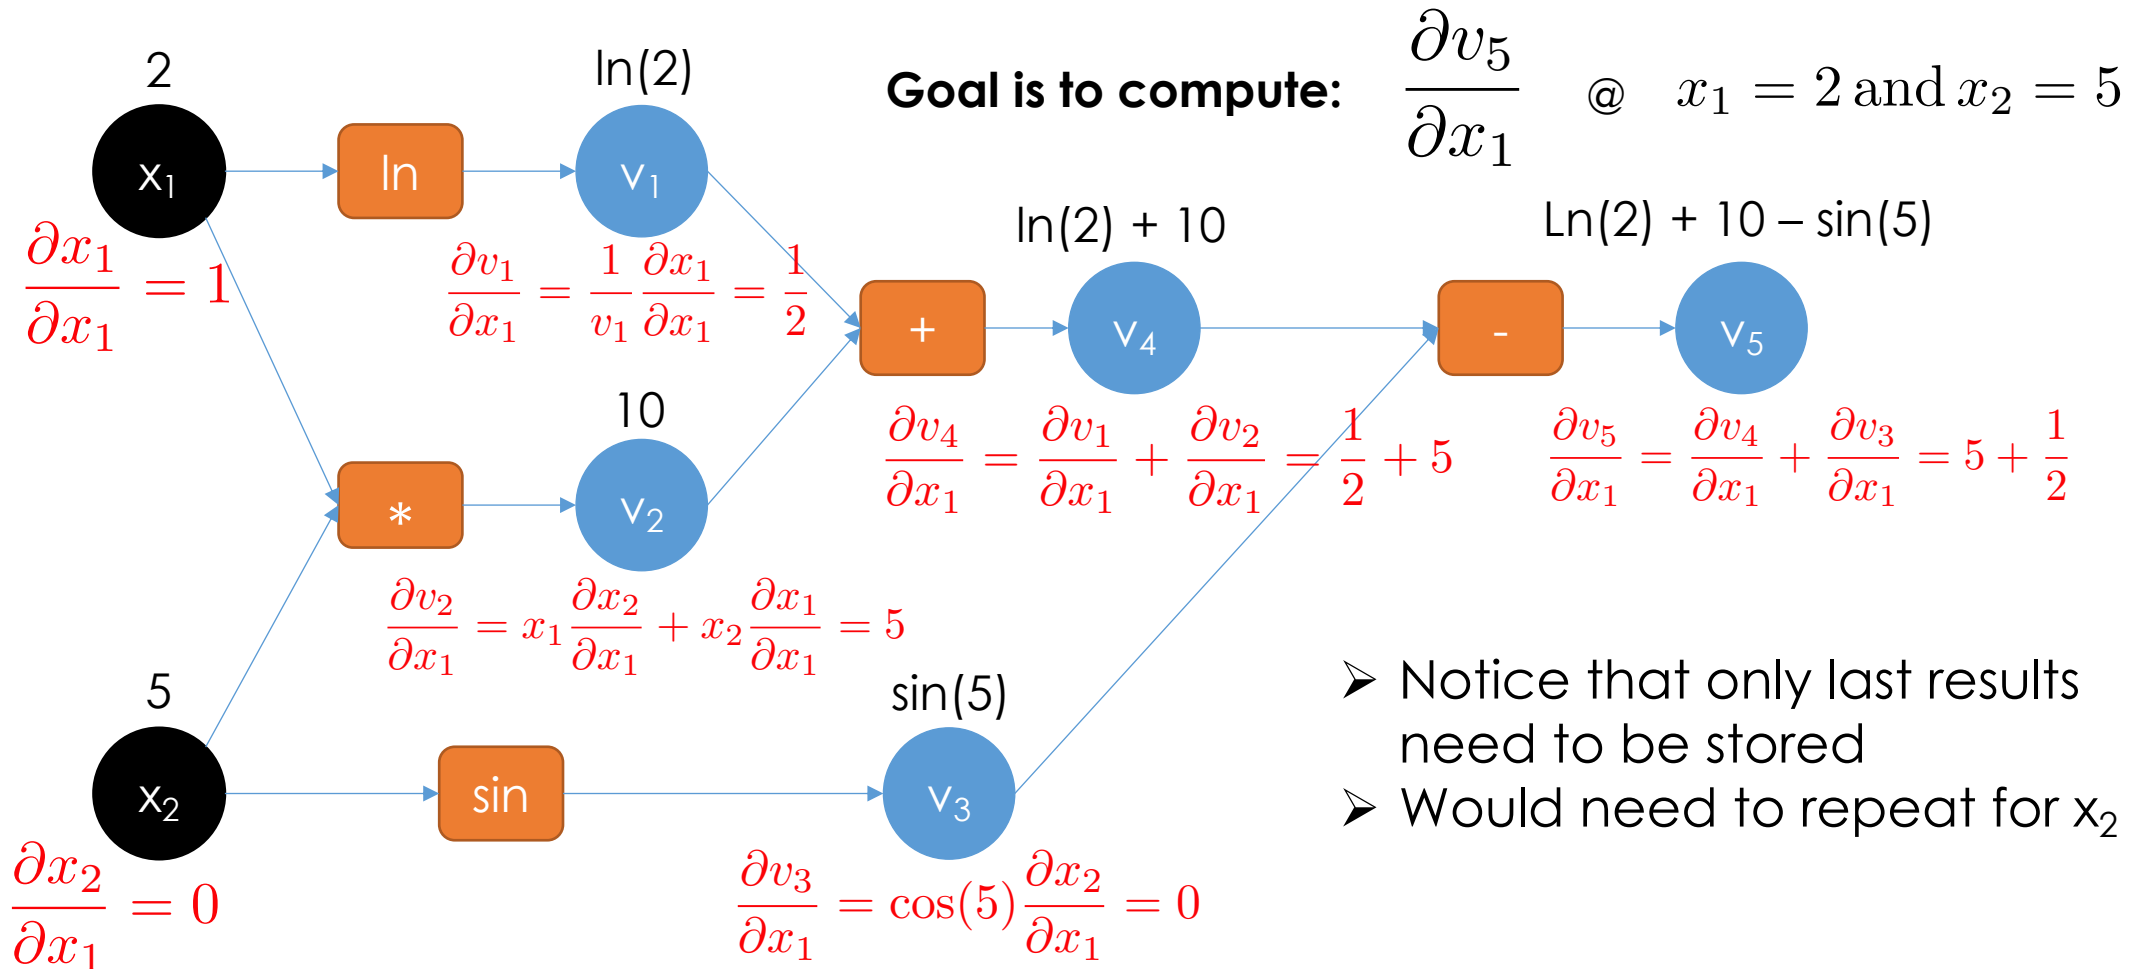 Goal is to compute: ∂v₅/∂x₁ @ x₁ = 2 and x₂ = 5
2
x₁
∂x₁/∂x₁ = 1
ln
ln(2)
v₁
∂v₁/∂x₁ = 1/v₁ ∂x₁/∂x₁ = 1/2
*
10
v₂
∂v₂/∂x₁ = x₁ ∂x₂/∂x₁ + x₂ ∂x₁/∂x₁ = 5
+
ln(2) + 10
v₄
∂v₄/∂x₁ = ∂v₁/∂x₁ + ∂v₂/∂x₁ = 1/2 + 5
-
Ln(2) + 10 – sin(5)
v₅
∂v₅/∂x₁ = ∂v₄/∂x₁ + ∂v₃/∂x₁ = 5 + 1/2
5
x₂
∂x₂/∂x₁ = 0
sin
sin(5)
v₃
∂v₃/∂x₁ = cos(5) ∂x₂/∂x₁ = 0
➢ Notice that only last results
need to be stored
➢ Would need to repeat for x₂